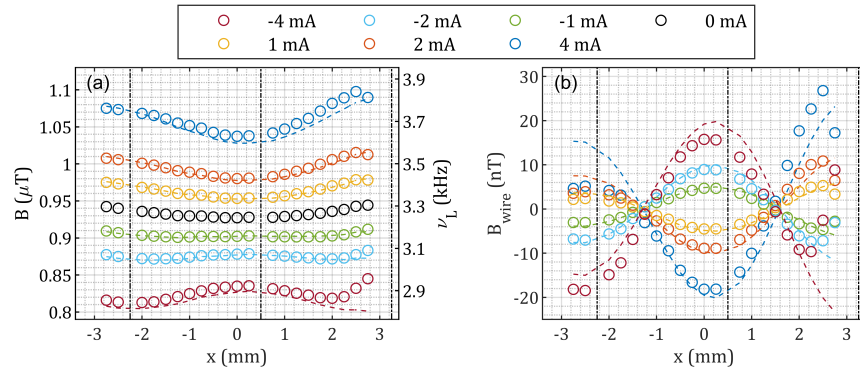 -4 mA -2 mA -1 mA 0 mA
1 mA 2 mA 4 mA
(a)
B (μT)
1.1
1.05
1
0.95
0.9
0.85
0.8
-3 -2 -1 0 1 2 3
x (mm)
3.9
3.7
3.5
3.3
3.1
2.9
ν_L (kHz)
(b)
B_wire (nT)
30
20
10
0
-10
-20
-3 -2 -1 0 1 2 3
x (mm)